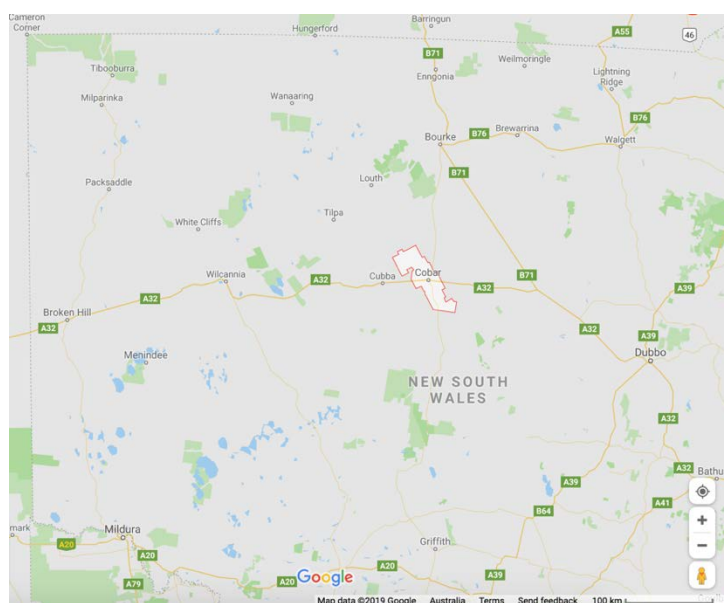 Cameron
Corner
Hungerford
Barringun
A55
46
B71
Enngonia
Weilmoringle
Tibooburra
Lightning
Ridge
Milparinka
Wanaaring
B76
Bourke
B76
Brewarrina
Walgett
B71
Packsaddle
Louth
White Cliffs
Tilpa
Wilcannia
A32
Cubba
Cobar
A32
B71
A39
A32
Broken Hill
A32
A32
A39
Menindee
Dubbo
NEW SOUTH
WALES
A32
A32
Bathu
A39
A41
B64
mark
Mildura
A20
A20
Griffith
A20
A79
A20
Google
A39
Map data ©2019 Google Australia Terms Send feedback 100 km